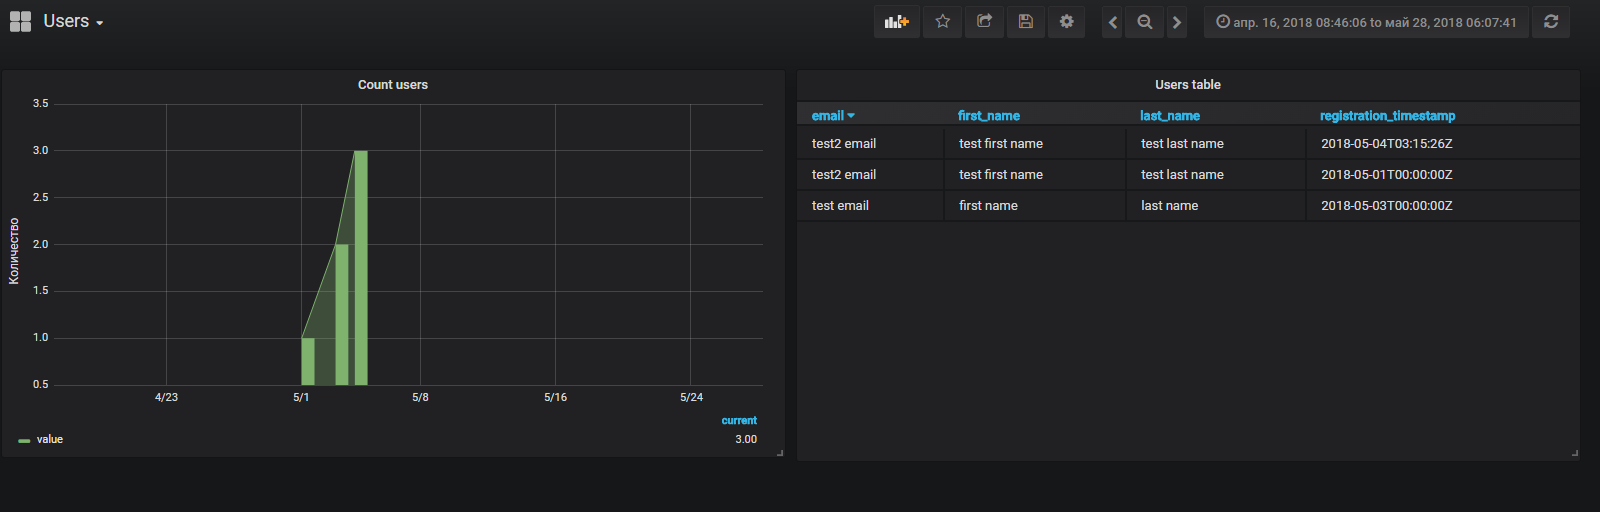 Users
апр. 16, 2018 08:46:06 to май 28, 2018 06:07:41
Count users
3.5
3.0
2.5
2.0
1.5
1.0
0.5
Количество
4/23 5/1 5/8 5/16 5/24
current
value 3.00
Users table
email first_name last_name registration_timestamp
test2 email test first name test last name 2018-05-04T03:15:26Z
test2 email test first name test last name 2018-05-01T00:00:00Z
test email first name last name 2018-05-03T00:00:00Z